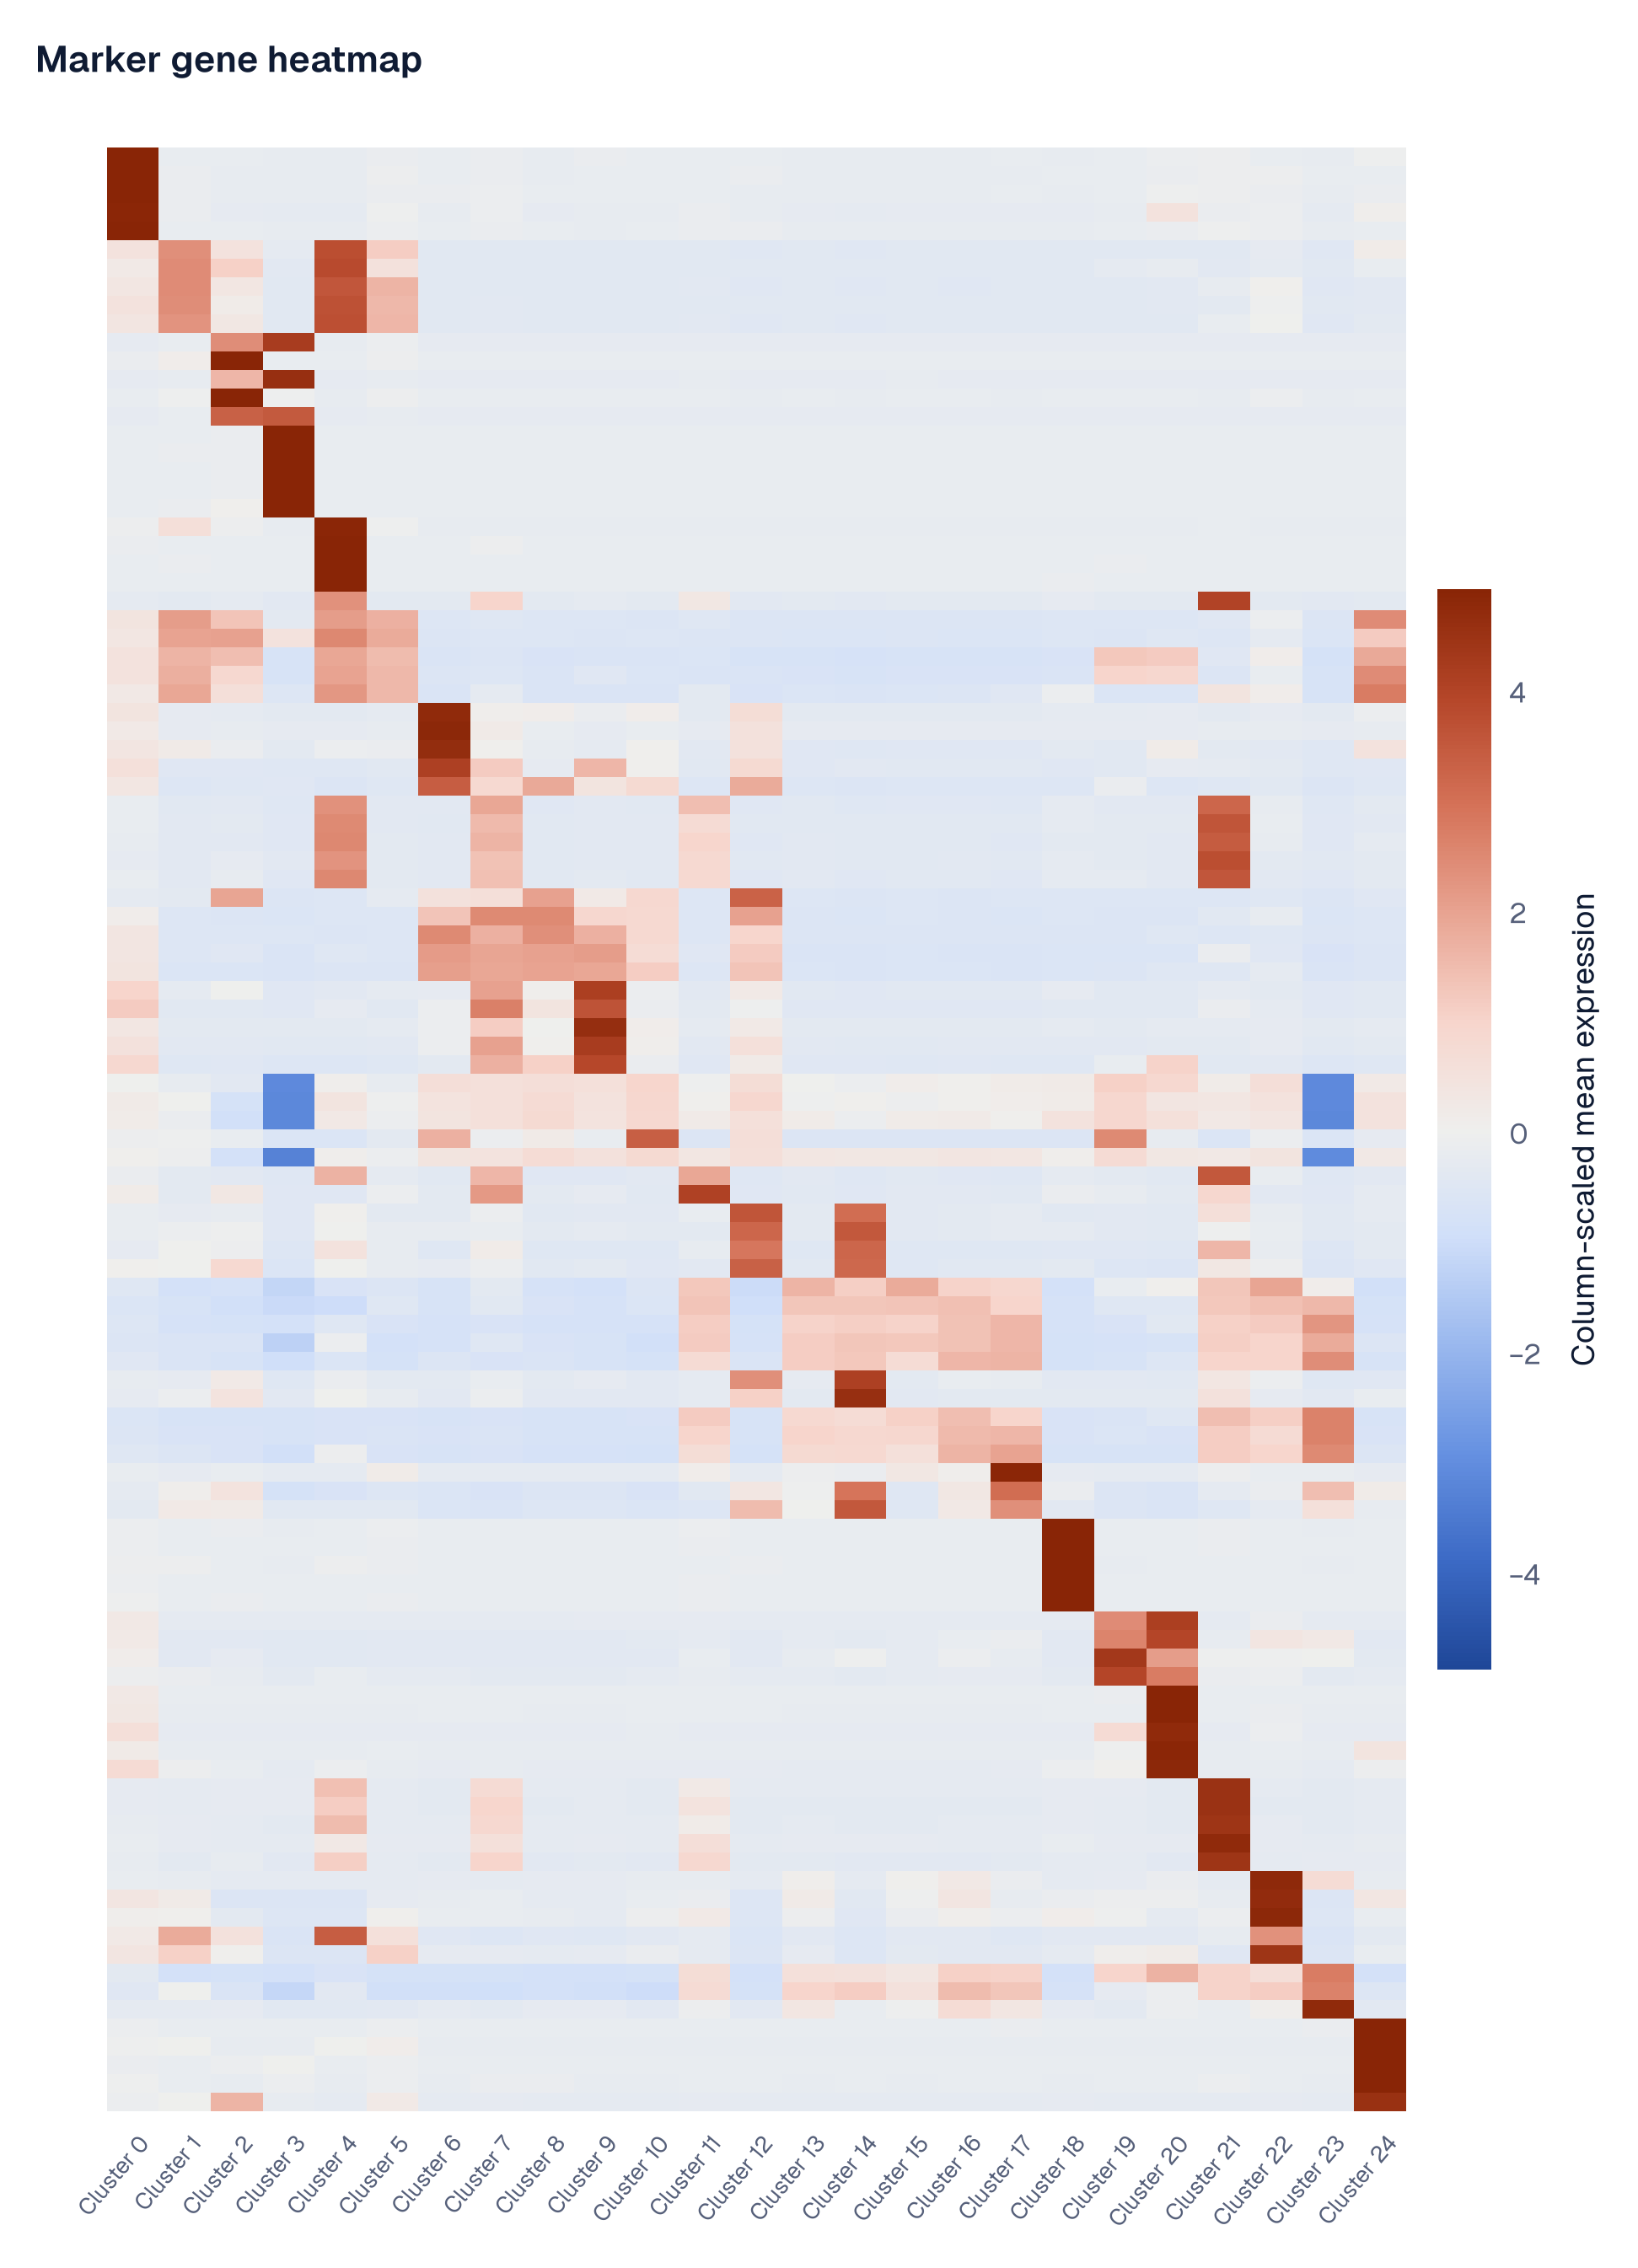 Marker gene heatmap
4
2
0
−2
−4
Column-scaled mean expression
Cluster 0
Cluster 1
Cluster 2
Cluster 3
Cluster 4
Cluster 5
Cluster 6
Cluster 7
Cluster 8
Cluster 9
Cluster 10
Cluster 11
Cluster 12
Cluster 13
Cluster 14
Cluster 15
Cluster 16
Cluster 17
Cluster 18
Cluster 19
Cluster 20
Cluster 21
Cluster 22
Cluster 23
Cluster 24